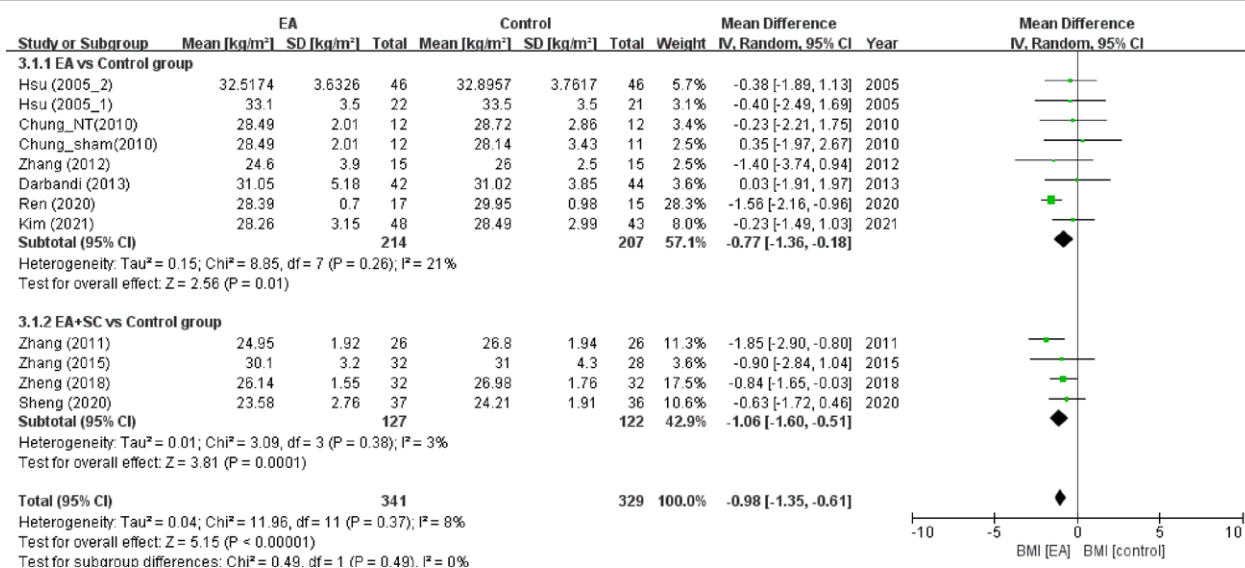 EA Control Mean Difference Mean Difference
Study or Subgroup Mean [kg/m²] SD [kg/m²] Total Mean [kg/m²] SD [kg/m²] Total Weight IV, Random, 95% CI Year IV, Random, 95% CI
3.1.1 EA vs Control group
Hsu (2005_2) 32.5174 3.6326 46 32.8957 3.7617 46 5.7% -0.38 [-1.89, 1.13] 2005
Hsu (2005_1) 33.1 3.5 22 33.5 3.5 21 3.1% -0.40 [-2.49, 1.69] 2005
Chung_NT(2010) 28.49 2.01 12 28.72 2.86 12 3.4% -0.23 [-2.21, 1.75] 2010
Chung_sham(2010) 28.49 2.01 12 28.14 3.43 11 2.5% 0.35 [-1.97, 2.67] 2010
Zhang (2012) 24.6 3.9 15 26 2.5 15 2.5% -1.40 [-3.74, 0.94] 2012
Darbandi (2013) 31.05 5.18 42 31.02 3.85 44 3.6% 0.03 [-1.91, 1.97] 2013
Ren (2020) 28.39 0.7 17 29.95 0.98 15 28.3% -1.56 [-2.16, -0.96] 2020
Kim (2021) 28.26 3.15 48 28.49 2.99 43 8.0% -0.23 [-1.49, 1.03] 2021
Subtotal (95% CI) 214 207 57.1% -0.77 [-1.36, -0.18]
Heterogeneity: Tau² = 0.15; Chi² = 8.85, df = 7 (P = 0.26); I² = 21%
Test for overall effect: Z = 2.56 (P = 0.01)
3.1.2 EA+SC vs Control group
Zhang (2011) 24.95 1.92 26 26.8 1.94 26 11.3% -1.85 [-2.90, -0.80] 2011
Zhang (2015) 30.1 3.2 32 31 4.3 28 3.6% -0.90 [-2.84, 1.04] 2015
Zheng (2018) 26.14 1.55 32 26.98 1.76 32 17.5% -0.84 [-1.65, -0.03] 2018
Sheng (2020) 23.58 2.76 37 24.21 1.91 36 10.6% -0.63 [-1.72, 0.46] 2020
Subtotal (95% CI) 127 122 42.9% -1.06 [-1.60, -0.51]
Heterogeneity: Tau² = 0.01; Chi² = 3.09, df = 3 (P = 0.38); I² = 3%
Test for overall effect: Z = 3.81 (P = 0.0001)
Total (95% CI) 341 329 100.0% -0.98 [-1.35, -0.61]
Heterogeneity: Tau² = 0.04; Chi² = 11.96, df = 11 (P = 0.37); I² = 8%
Test for overall effect: Z = 5.15 (P < 0.00001)
Test for subgroup differences: Chi² = 0.49, df = 1 (P = 0.49), I² = 0%
-10 -5 0 5 10
BMI [EA] BMI [control]